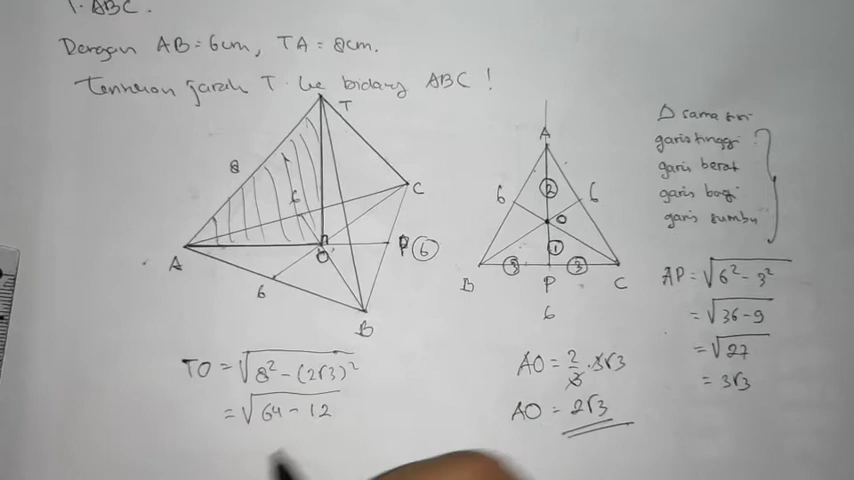 T. ABC.
Dengan AB = 6cm, TA = 8cm.
Tentukan jarak T ke bidang ABC !
T
8
C
6
A
O
P 6
6
B
A
6 2 6
O
1
B 3 P 3 C
6
Δ sama sisi
garis tinggi
garis berat
garis bagi
garis sumbu
AP = √6² - 3²
= √36 - 9
= √27
= 3√3
TO = √8² - (2√3)²
= √64 - 12
AO = 2/3 . 3√3
AO = 2√3